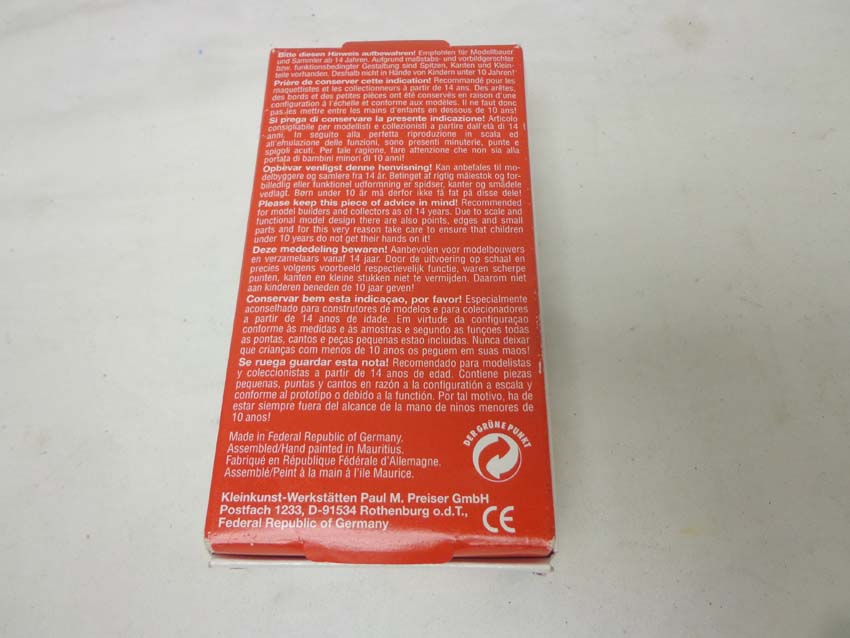 Bitte diesen Hinweis aufbewahren! Empfohlen für Modellbauer
und Sammler ab 14 Jahren. Aufgrund maßstabs- und vorbildgerechter
bzw. funktionsbedingter Gestaltung sind Spitzen, Kanten und Klein-
teile vorhanden. Deshalb nicht in Hände von Kindern unter 10 Jahren!
Prière de conserver cette indication! Recommandé pour les
maquettistes et les collectionneurs à partir de 14 ans. Des arêtes,
des bords et des petites pièces ont été conservés en raison d'une
configuration à l'échelle et conforme aux modèles. Il ne faut donc
pas les mettre entre les mains d'enfants en dessous de 10 ans!
Si prega di conservare la presente indicazione! Articolo
consigliabile per modellisti e collezionisti a partire dall'età di 14
anni. In seguito alla perfetta riproduzione in scala ed
all'emulazione delle funzioni, sono presenti minuterie, punte e
spigoli acuti. Per tale ragione, fare attenzione che non sia alla
portata di bambini minori di 10 anni!
Opbevar venligst denne henvisning! Kan anbefales til mo-
delbyggere og samlere fra 14 år. Betinget af rigtig målestok og for-
billedlig eller funktionel udformning er spidser, kanter og smådele
vedlagt. Børn under 10 år må derfor ikke få fat på disse dele!
Please keep this piece of advice in mind! Recommended
for model builders and collectors as of 14 years. Due to scale and
functional model design there are also points, edges and small
parts and for this very reason take care to ensure that children
under 10 years do not get their hands on it!
Deze mededeling bewaren! Aanbevolen voor modelbouwers
en verzamelaars vanaf 14 jaar. Door de uitvoering op schaal en
precies volgens voorbeeld respectievelijk functie, waren scherpe
punten, kanten en kleine stukken niet te vermijden. Daarom niet
aan kinderen beneden de 10 jaar geven!
Conservar bem esta indicaçao, por favor! Especialmente
aconselhado para construtores de modelos e para colecionadores
a partir de 14 anos de idade. Em virtude da configuraçao
conforme às medidas e às amostras e segundo as funçoes todas
as pontas, cantos e peças pequenas estao incluidas. Nunca deixar
que crianças com menos de 10 anos os peguem em suas maos!
Se ruega guardar esta nota! Recomendado para modelistas
y coleccionistas a partir de 14 anos de edad. Contiene piezas
pequenas, puntas y cantos en razón a la configuratión a escala y
conforme al prototipo o debido a la functión. Por tal motivo, ha de
estar siempre fuera del alcance de la mano de ninos menores de
10 anos!
Made in Federal Republic of Germany.
Assembled/Hand painted in Mauritius.
Fabriqué en République Fédérale d'Allemagne.
Assemblé/Peint à la main à l'ile Maurice.
DER GRÜNE PUNKT
Kleinkunst-Werkstätten Paul M. Preiser GmbH
Postfach 1233, D-91534 Rothenburg o.d.T.,
Federal Republic of Germany
CE